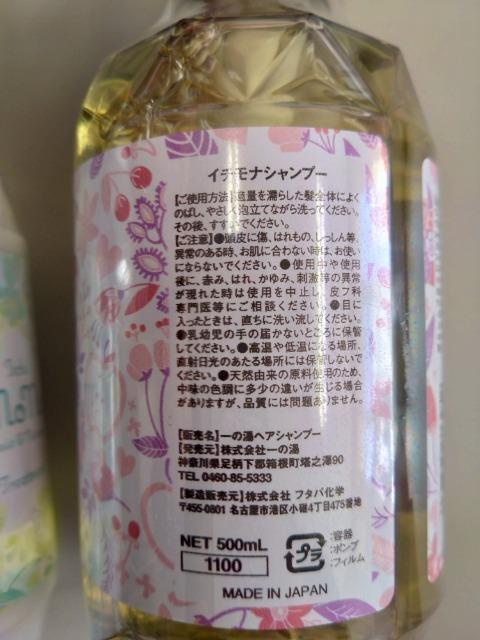 イチモナシャンプー
【ご使用方法】適量を濡らした髪全体によく
のばし、やさしく泡立てながら洗ってください。
その後、すすいでください。
【ご注意】●頭皮に傷、はれもの、しっしん等、
異常のある時、お肌に合わない時は、お使い
にならないでください。●使用中や使用
後に、赤み、はれ、かゆみ、刺激等の異常
が現れた時は使用を中止し、皮フ科
専門医等にご相談ください。●目に
入ったときは、直ちに洗い流してください。
●乳幼児の手の届かないところに保管
してください。●高温や低温になる場所、
直射日光のあたる場所には保管しないで
ください。●天然由来の原料使用のため、
中味の色調に多少の違いが生じる場合
がありますが、品質には問題ありません。
【販売名】一の湯ヘアシャンプー
【発売元】株式会社一の湯
神奈川県足柄下郡箱根町塔之澤90
TEL 0460-85-5333
【製造販売元】株式会社 フタバ化学
〒455-0801 名古屋市港区小碓4丁目475番地
NET 500mL
1100
プラ
:容器
:ポンプ
:フィルム
MADE IN JAPAN